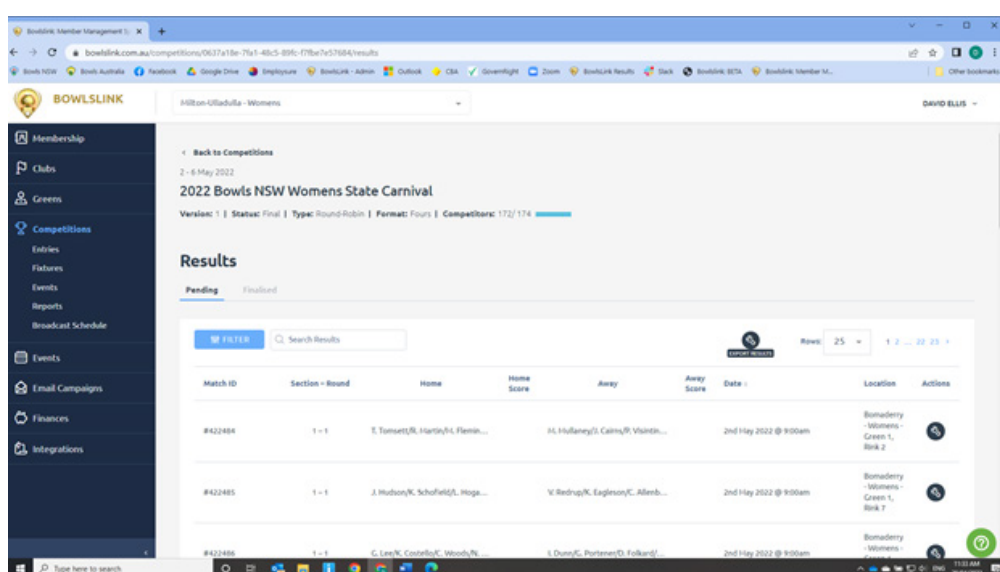 Bowlslink Member Management S
bowlslink.com.au/competitions/0637a18e-7fa1-48c5-89fc-f7fbe7e57684/results
Bowls NSW Bowls Australia Facebook Google Drive Employsure BowlsLink - Admin Outlook CBA Governlight Zoom BowlsLink Results Slack Bowlslink BETA Bowlslink Member M... Other bookmarks
BOWLSLINK
Milton-Ulladulla - Womens
DAVID ELLIS
Membership
Clubs
Greens
Competitions
Entries
Fixtures
Events
Reports
Broadcast Schedule
Events
Email Campaigns
Finances
Integrations
Back to Competitions
2 - 6 May 2022
2022 Bowls NSW Womens State Carnival
Version: 1 | Status: Final | Type: Round-Robin | Format: Fours | Competitors: 172/ 174
Results
Pending Finalised
FILTER Search Results EXPORT RESULTS Rows: 25 1 2 ... 22 23
Match ID Section - Round Home Home Score Away Away Score Date Location Actions
#422484 1 - 1 T. Tomsett/R. Martin/M. Flemin... M. Mullaney/J. Cairns/P. Visintin... 2nd May 2022 @ 9:00am
Bomaderry
- Womens -
Green 1,
Rink 2
#422485 1 - 1 J. Hudson/K. Schofield/L. Hoga... V. Redrup/K. Eagleson/C. Allenb... 2nd May 2022 @ 9:00am
Bomaderry
- Womens -
Green 1,
Rink 7
#422486 1 - 1 G. Lee/K. Costello/C. Woods/N. ... I. Dunn/G. Portener/D. Folkard/... 2nd May 2022 @ 9:00am
Bomaderry
- Womens -
Type here to search
ENG
11:33 AM